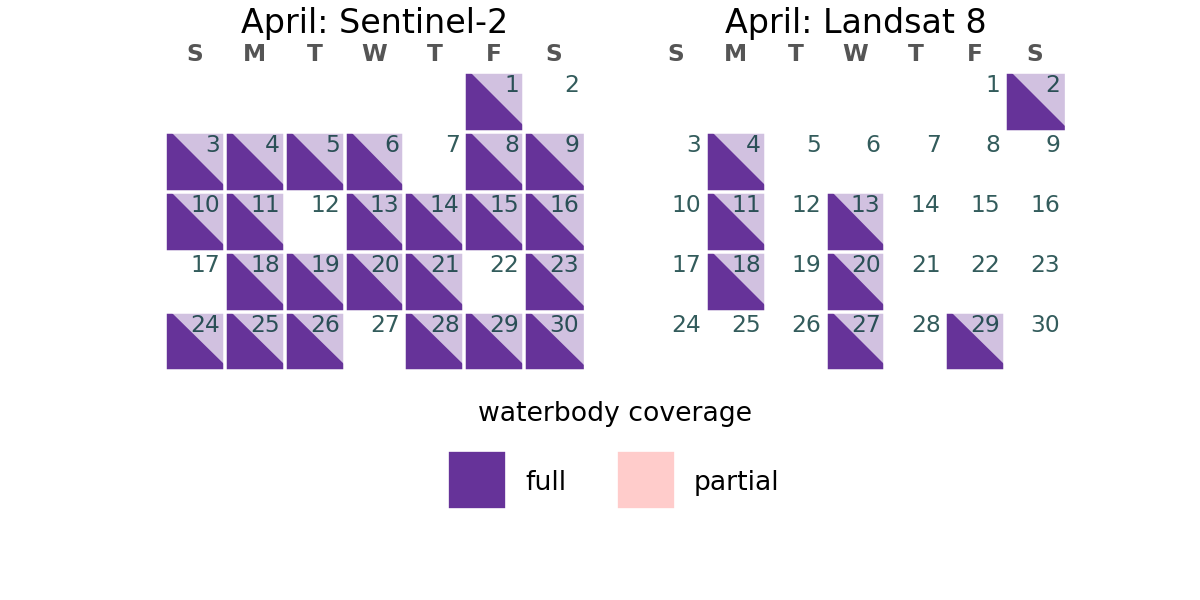 April: Sentinel-2
S M T W T F S
1 2
3 4 5 6 7 8 9
10 11 12 13 14 15 16
17 18 19 20 21 22 23
24 25 26 27 28 29 30
April: Landsat 8
S M T W T F S
1 2
3 4 5 6 7 8 9
10 11 12 13 14 15 16
17 18 19 20 21 22 23
24 25 26 27 28 29 30
waterbody coverage
full
partial